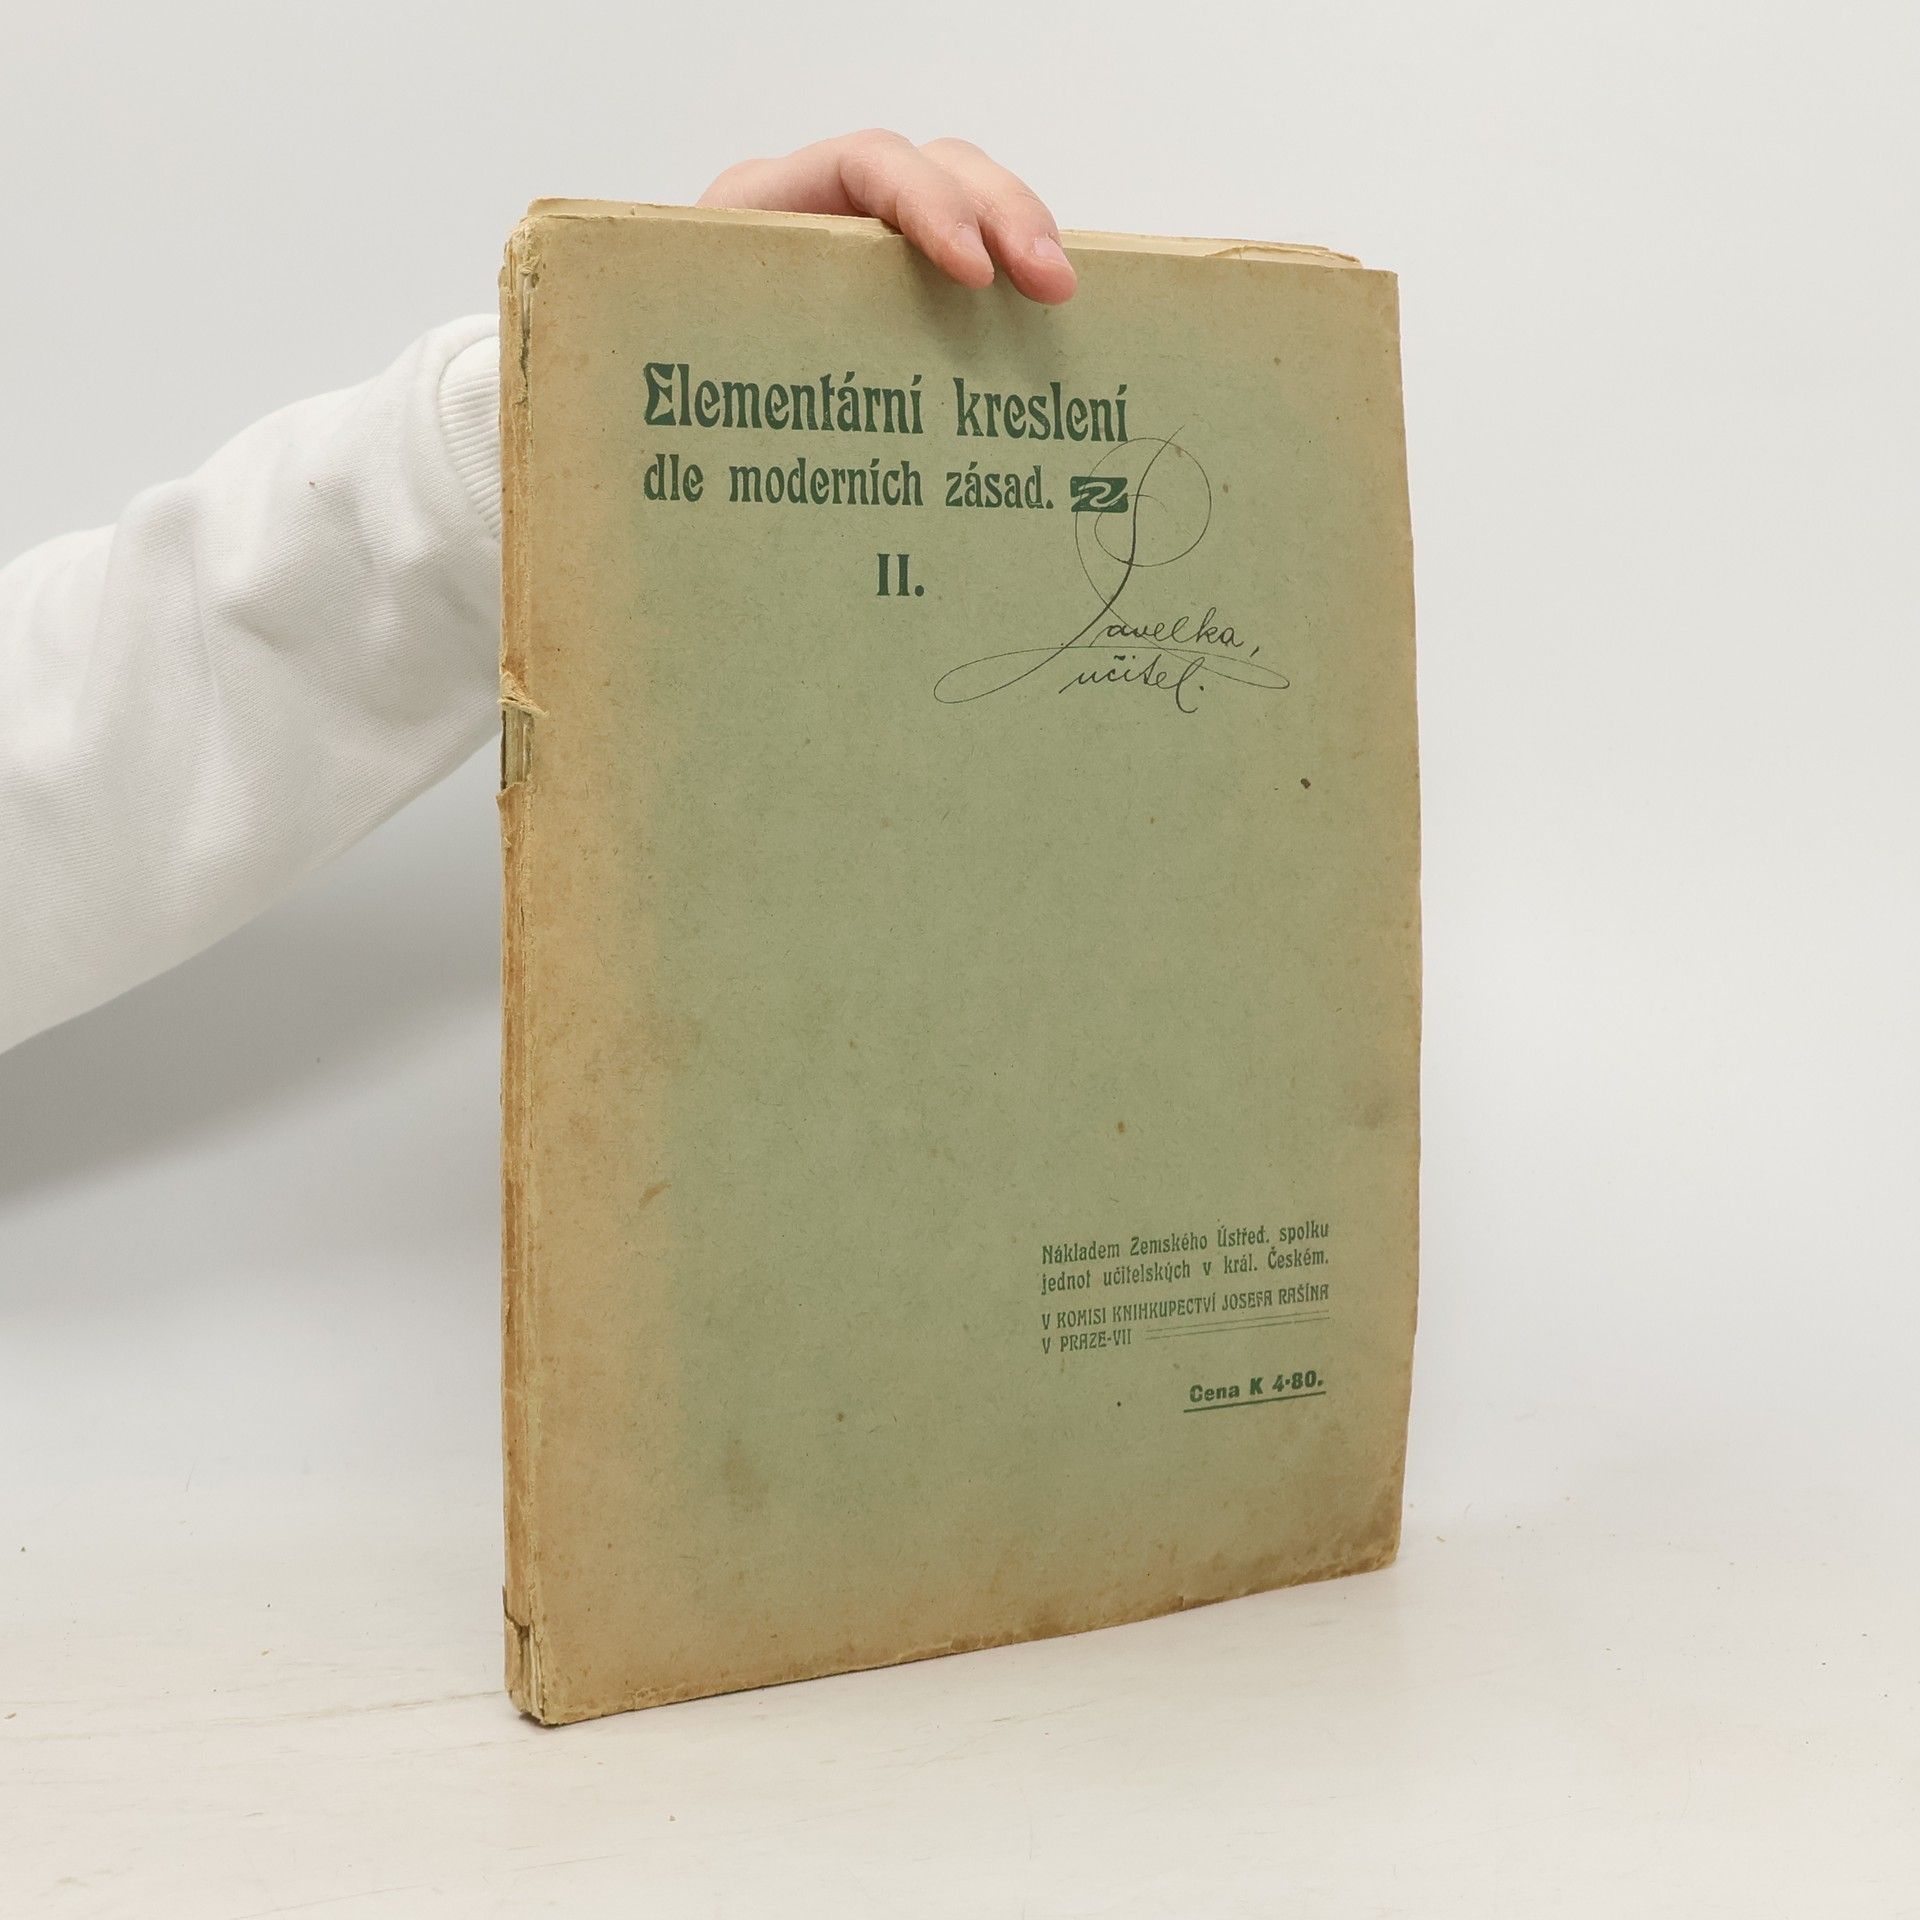 Elementární kreslení
dle moderních zásad.
II.
Pavelka,
učitel.
Nákladem Zemského Ústřed. spolku
jednot učitelských v král. Českém.
V KOMISI KNIHKUPECTVÍ JOSEFA RAŠÍNA
V PRAZE-VII
Cena K 4·80.